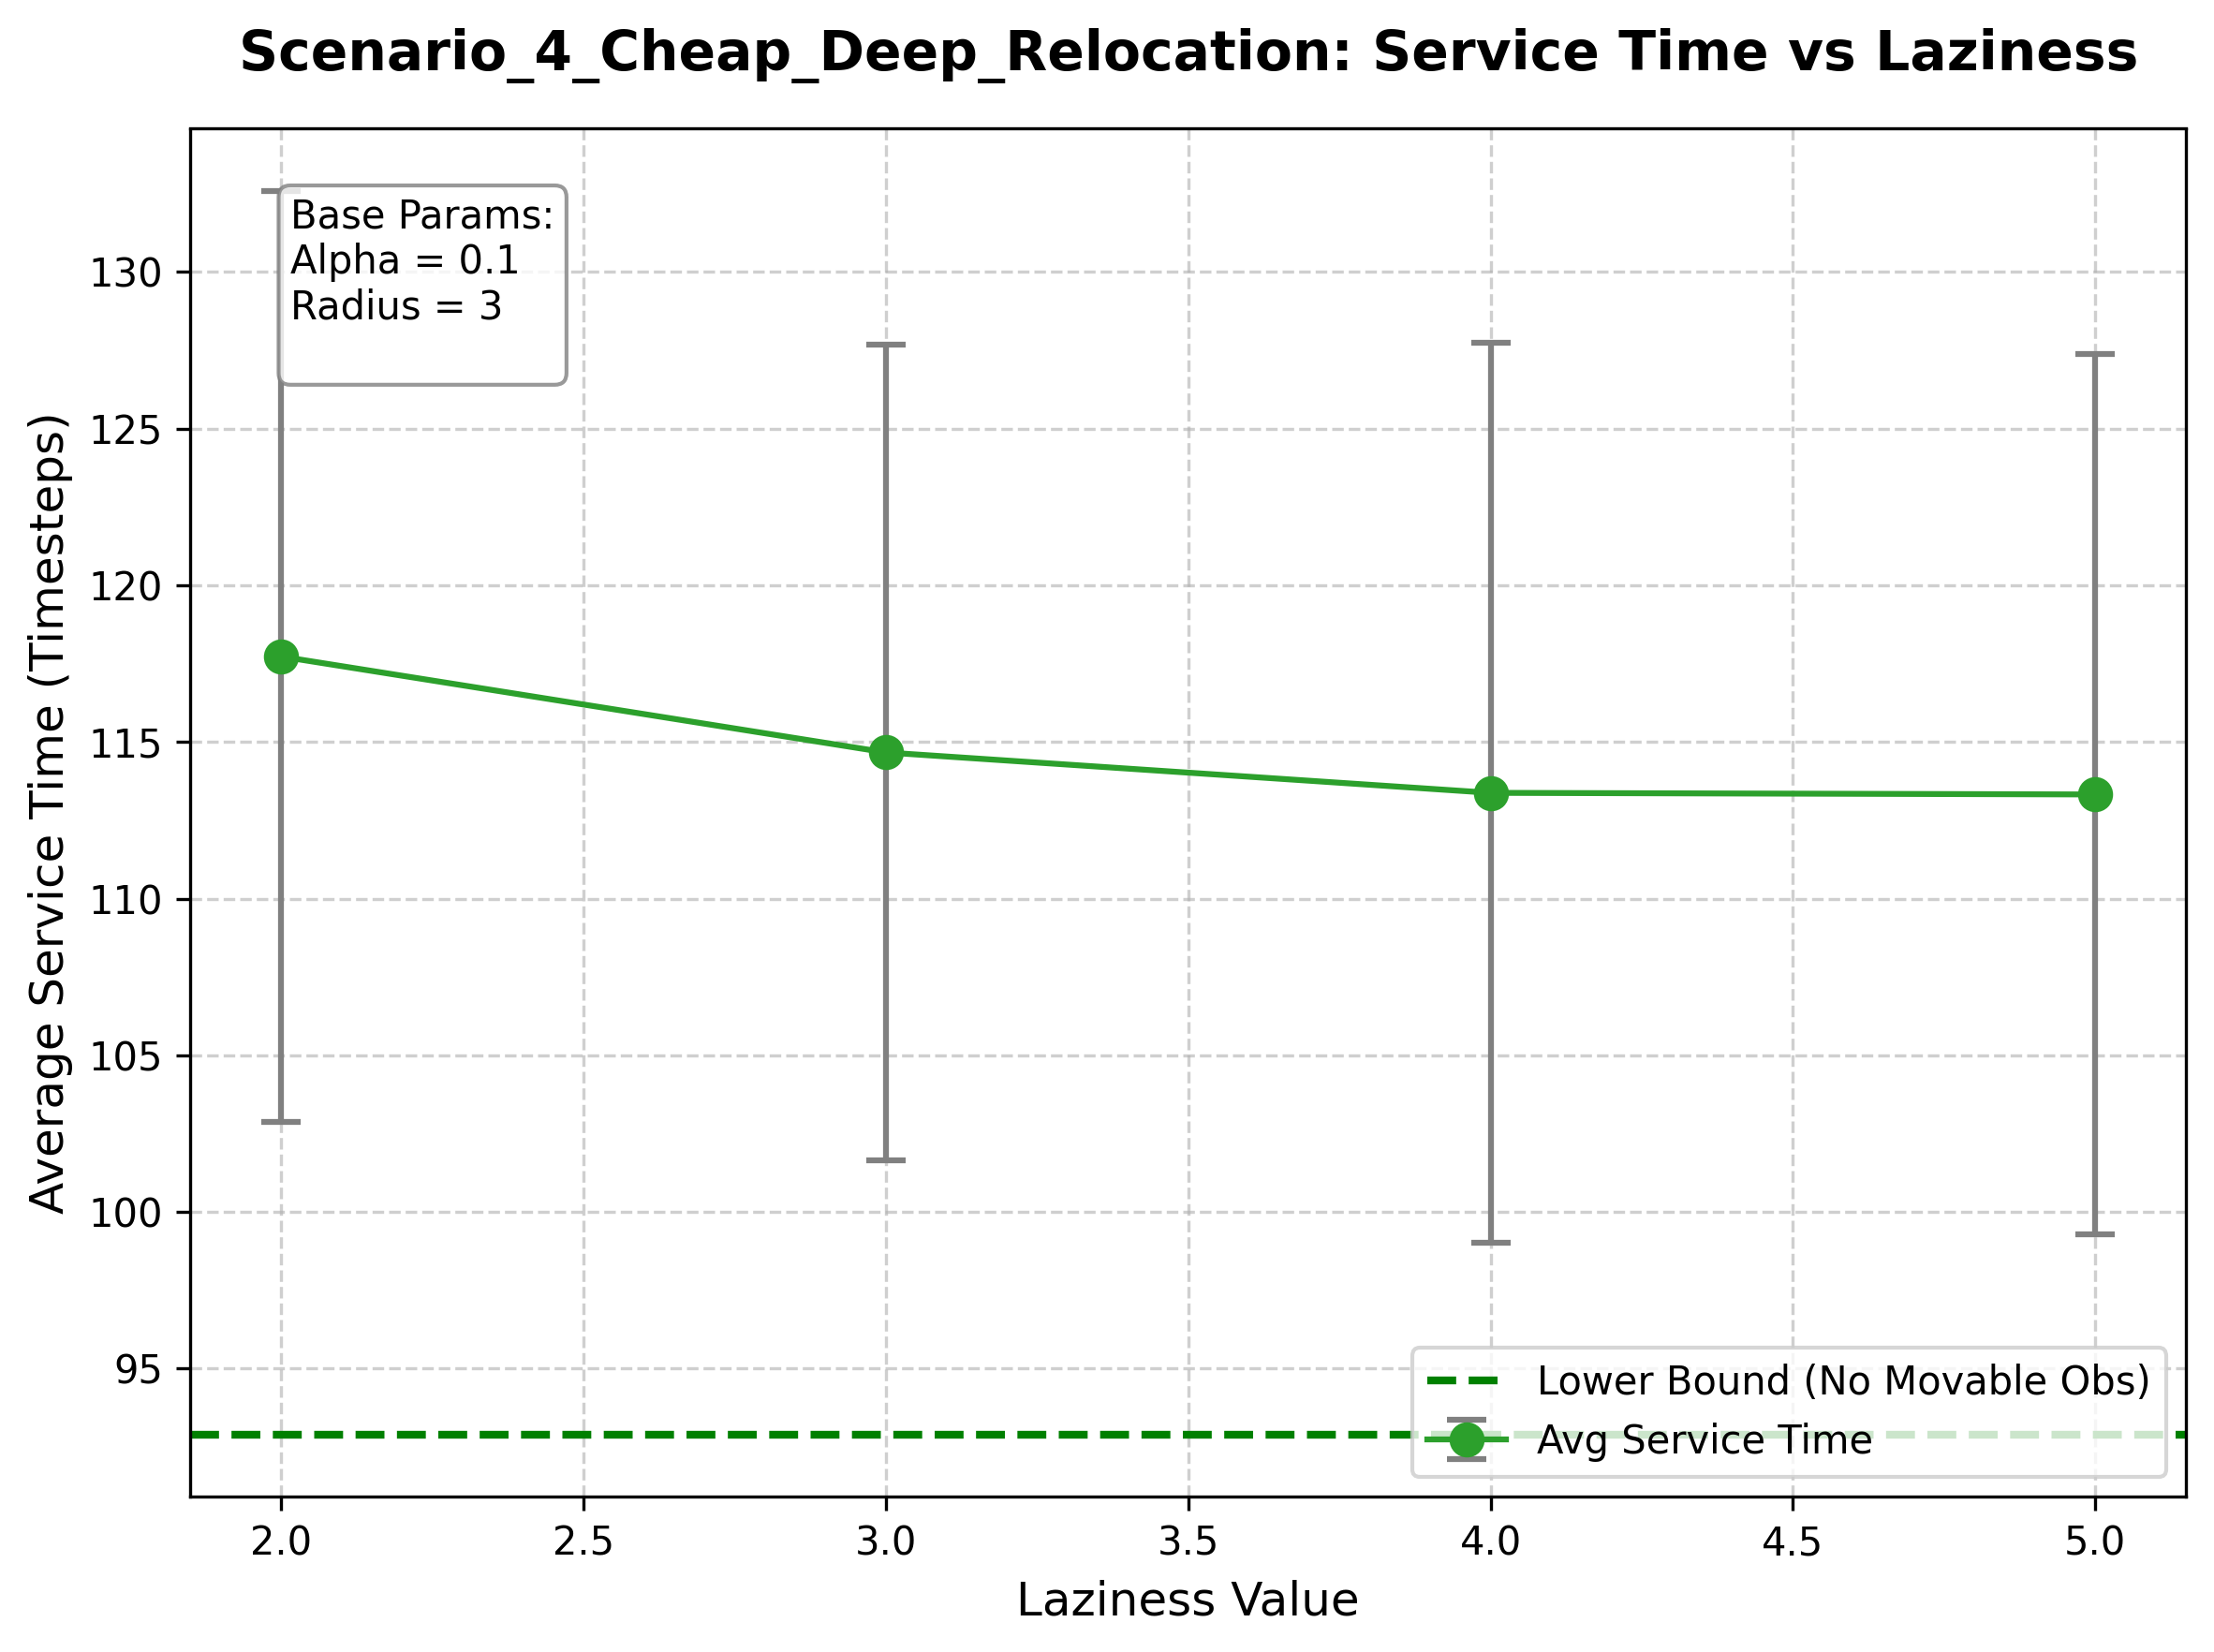 Scenario_4_Cheap_Deep_Relocation: Service Time vs Laziness
Base Params:
Alpha = 0.1
Radius = 3
Average Service Time (Timesteps)
130
125
120
115
110
105
100
95
Lower Bound (No Movable Obs)
Avg Service Time
2.0 2.5 3.0 3.5 4.0 4.5 5.0
Laziness Value